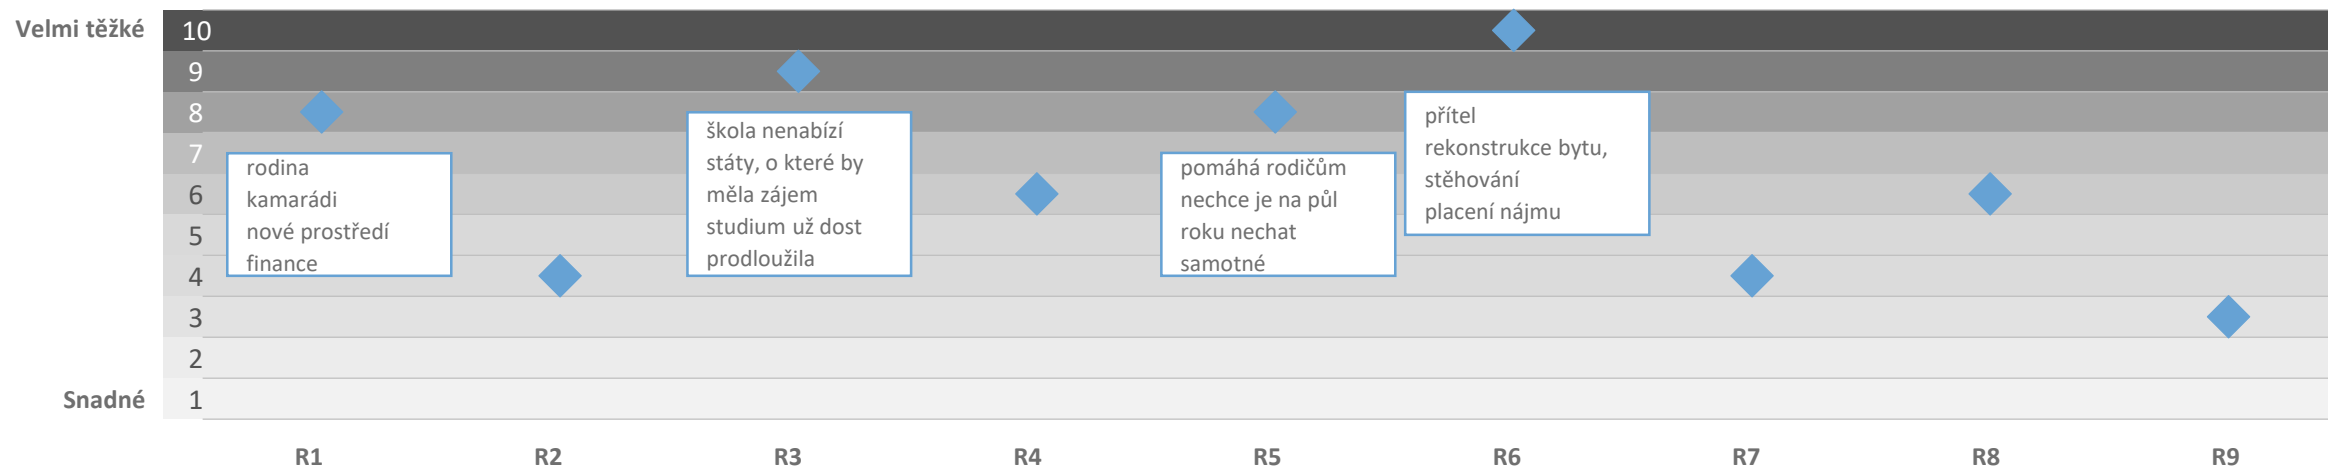 Velmi těžké
10
9
8
7
6
5
4
3
2
Snadné
1
rodina
kamarádi
nové prostředí
finance
škola nenabízí
státy, o které by
měla zájem
studium už dost
prodloužila
pomáhá rodičům
nechce je na půl
roku nechat
samotné
přítel
rekonstrukce bytu,
stěhování
placení nájmu
R1 R2 R3 R4 R5 R6 R7 R8 R9